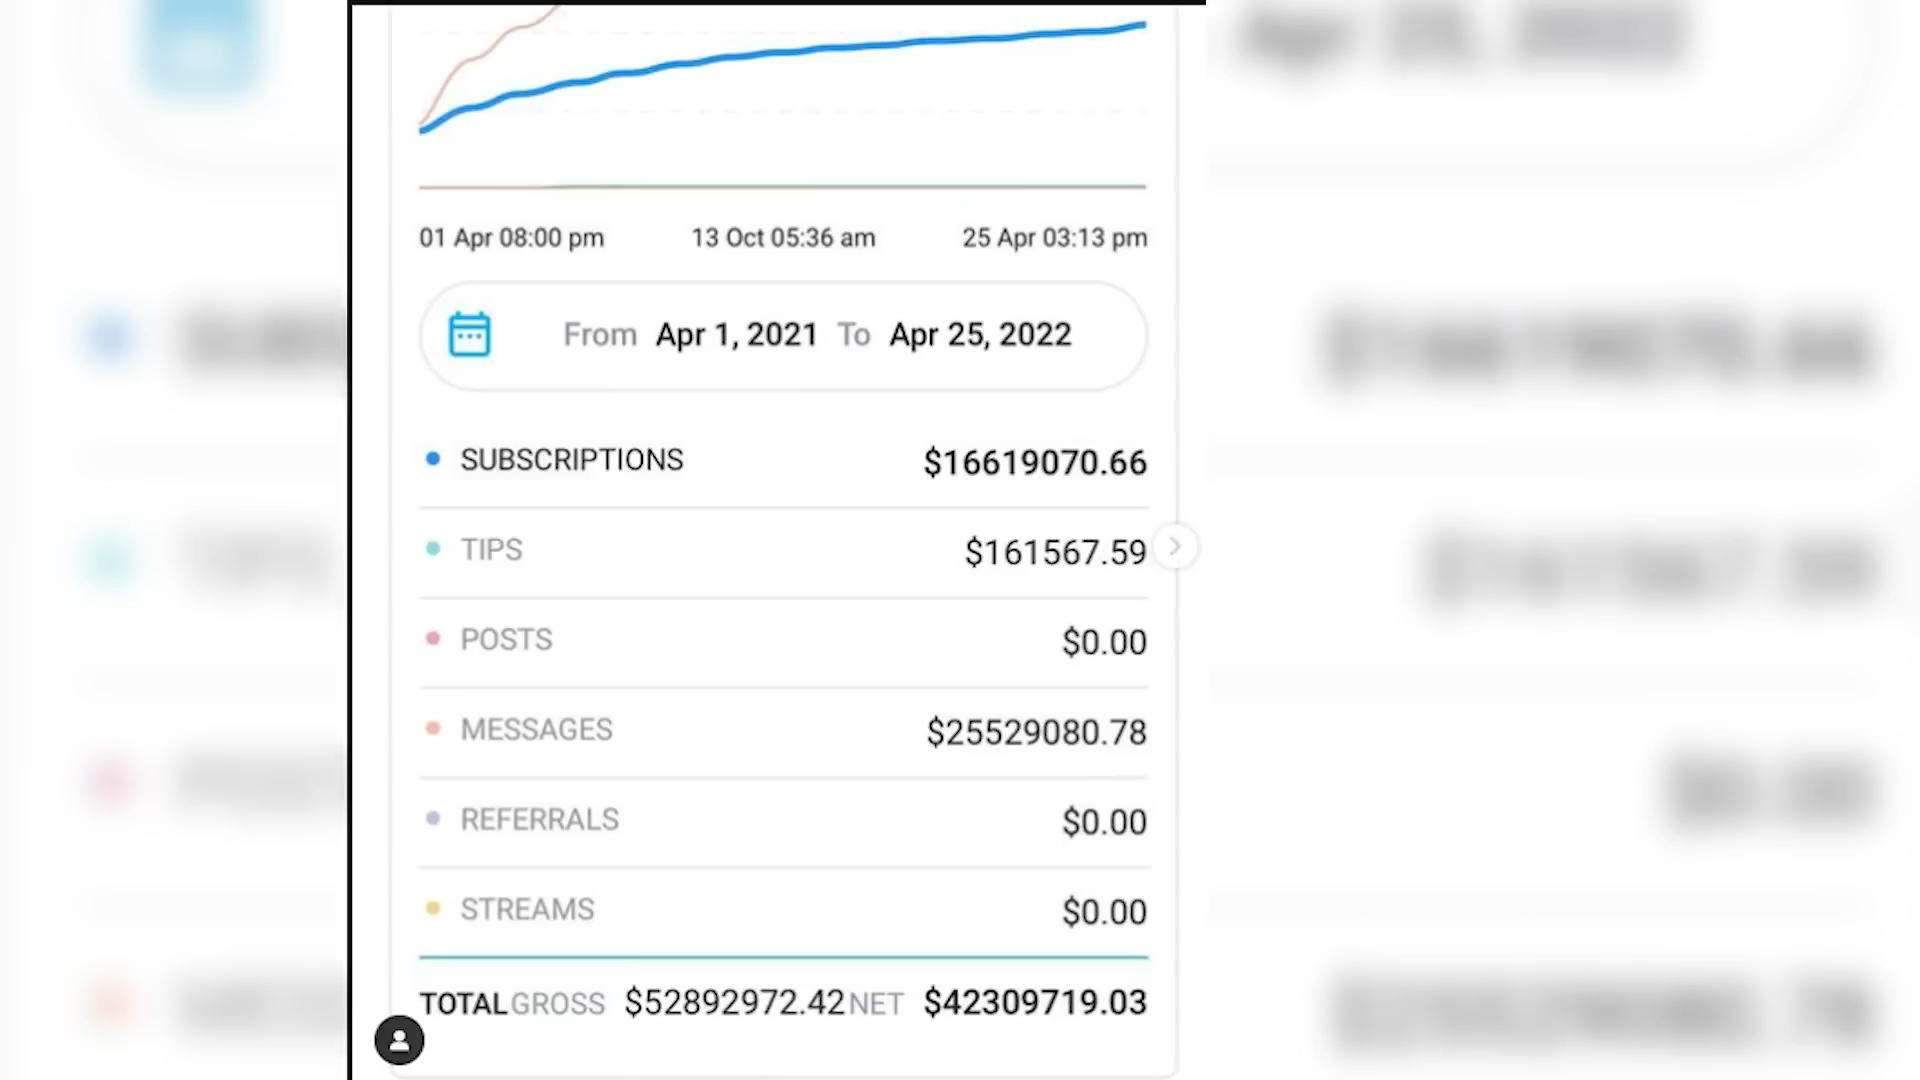 01 Apr 08:00 pm 13 Oct 05:36 am 25 Apr 03:13 pm
From Apr 1, 2021 To Apr 25, 2022
SUBSCRIPTIONS $16619070.66
TIPS $161567.59
POSTS $0.00
MESSAGES $25529080.78
REFERRALS $0.00
STREAMS $0.00
TOTAL GROSS $52892972.42 NET $42309719.03